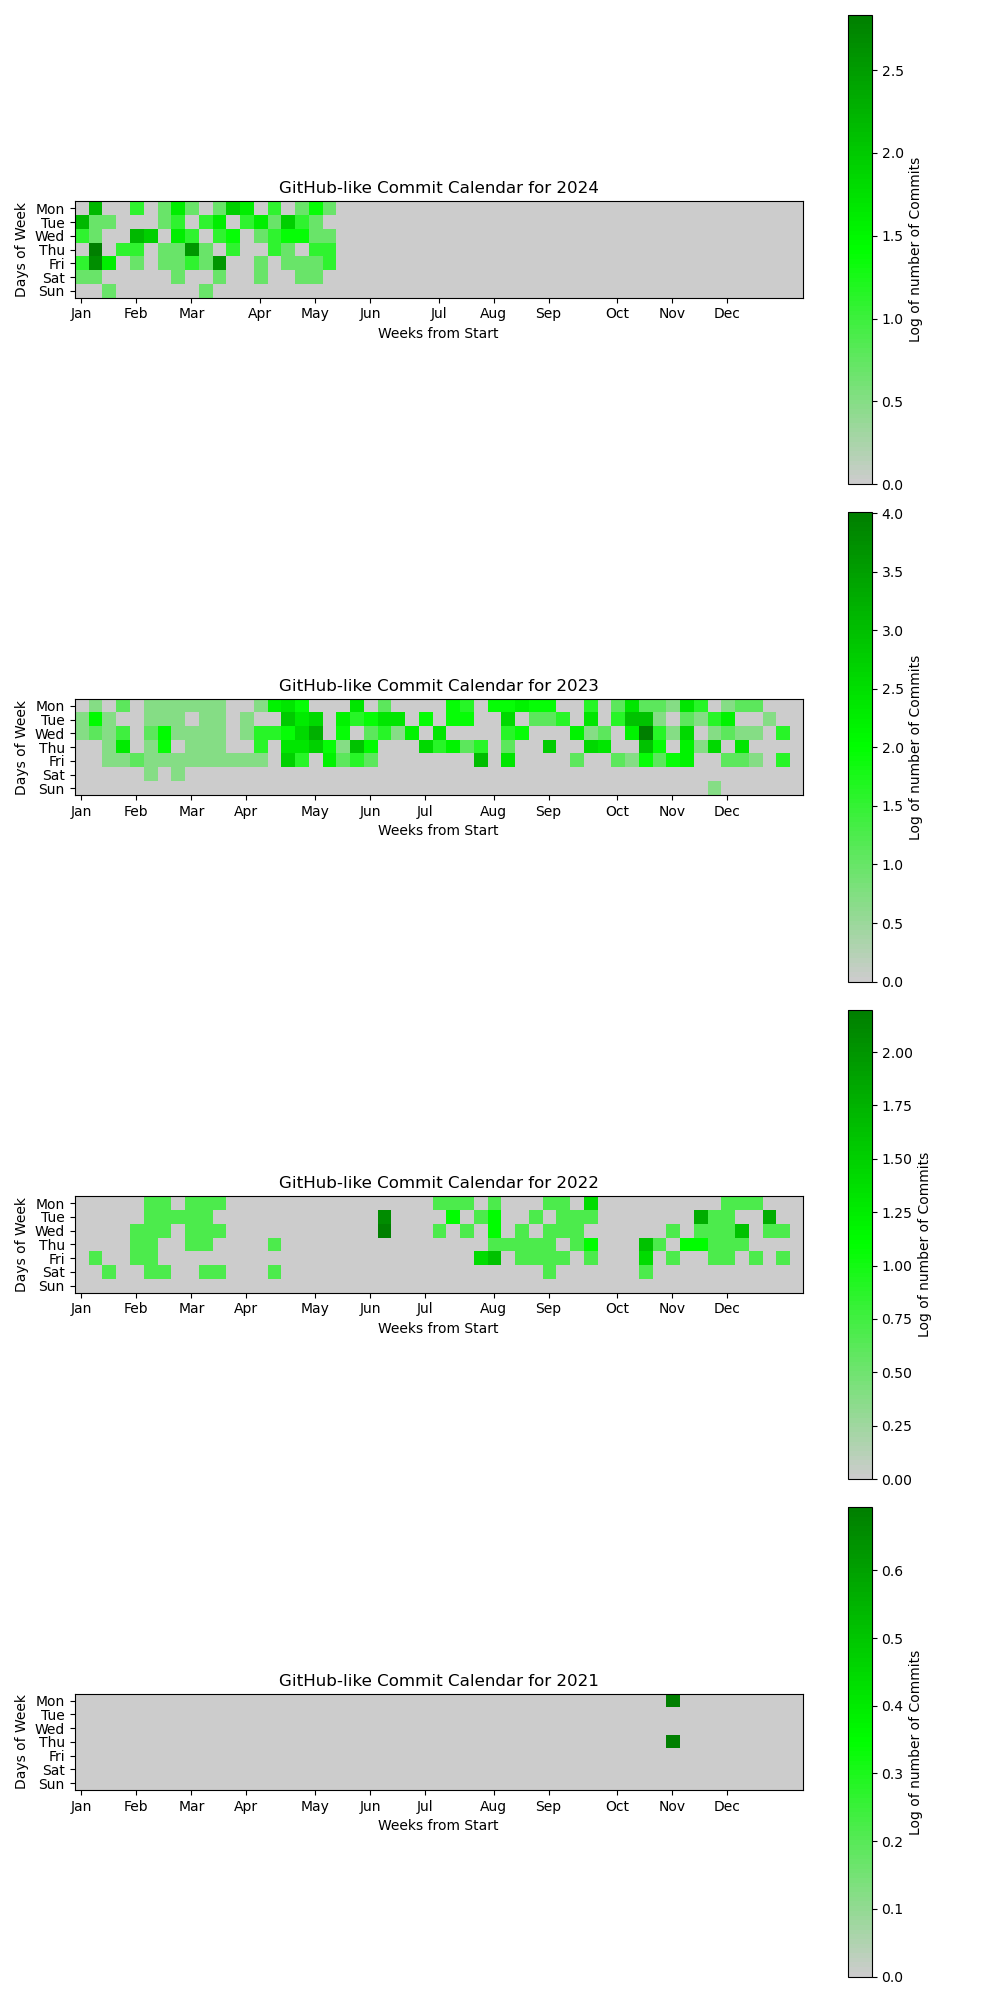 GitHub-like Commit Calendar for 2024
Days of Week
Mon
Tue
Wed
Thu
Fri
Sat
Sun
Jan Feb Mar Apr May Jun Jul Aug Sep Oct Nov Dec
Weeks from Start
2.5
2.0
1.5
1.0
0.5
0.0
Log of number of Commits
GitHub-like Commit Calendar for 2023
Days of Week
Mon
Tue
Wed
Thu
Fri
Sat
Sun
Jan Feb Mar Apr May Jun Jul Aug Sep Oct Nov Dec
Weeks from Start
4.0
3.5
3.0
2.5
2.0
1.5
1.0
0.5
0.0
Log of number of Commits
GitHub-like Commit Calendar for 2022
Days of Week
Mon
Tue
Wed
Thu
Fri
Sat
Sun
Jan Feb Mar Apr May Jun Jul Aug Sep Oct Nov Dec
Weeks from Start
2.00
1.75
1.50
1.25
1.00
0.75
0.50
0.25
0.00
Log of number of Commits
GitHub-like Commit Calendar for 2021
Days of Week
Mon
Tue
Wed
Thu
Fri
Sat
Sun
Jan Feb Mar Apr May Jun Jul Aug Sep Oct Nov Dec
Weeks from Start
0.6
0.5
0.4
0.3
0.2
0.1
0.0
Log of number of Commits